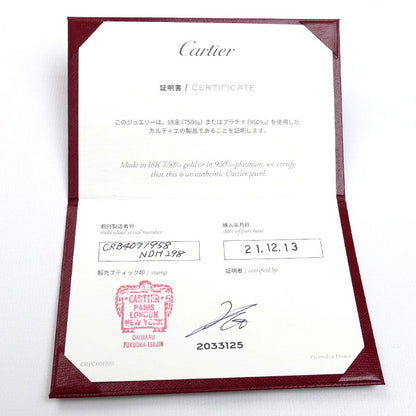 Cartier
証明書 / CERTIFICATE
このジュエリーは、18金(750‰)またはプラチナ(950‰)を使用した
カルティエの製品であることを証明します。
Made in 18K 750‰ gold or in 950‰ platinum, we certify
that this is an authentic Cartier jewel.
個別製造番号
individual serial number
CRB4071958
NDH298
購入年月日
date of purchase
21.12.13
販売ブティック印 / stamp
CARTIER
PARIS
LONDON
NEW YORK
DAIMARU
FUKUOKA TENJIN
証明者 / certified by
2033125
Printed in France